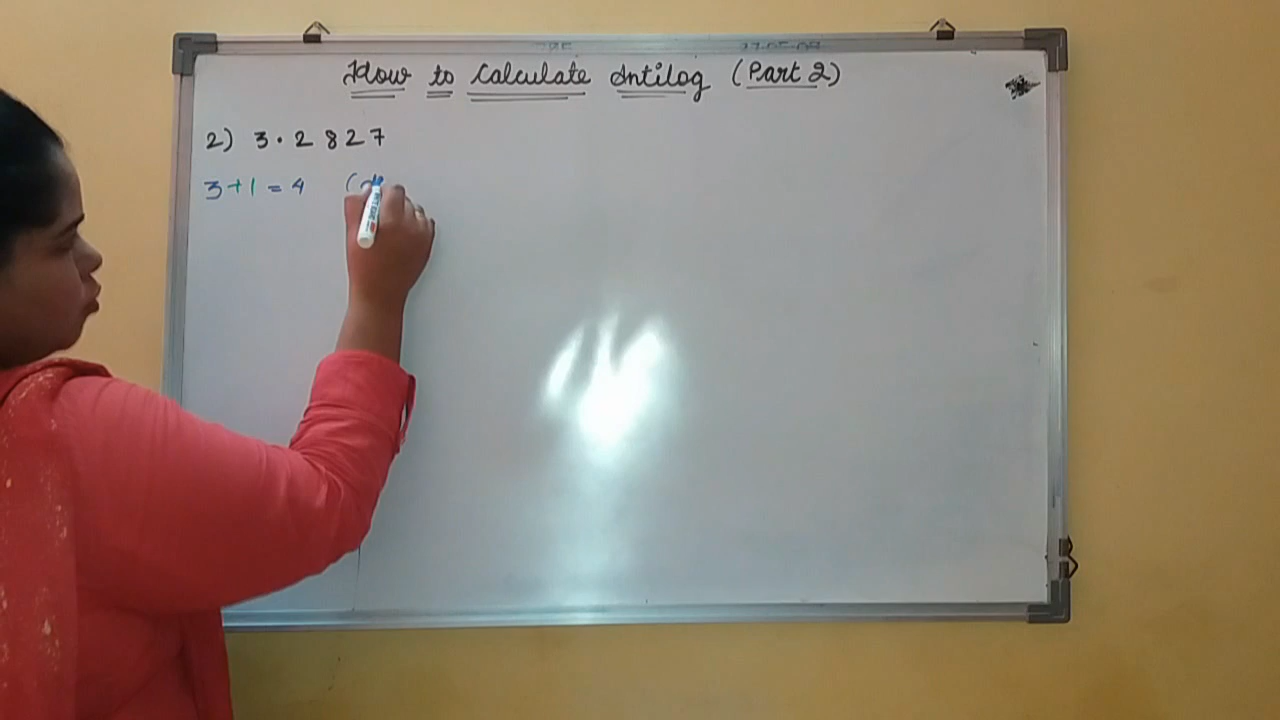 How to Calculate Antilog (Part 2)
2) 3.2827
3+1=4 (d